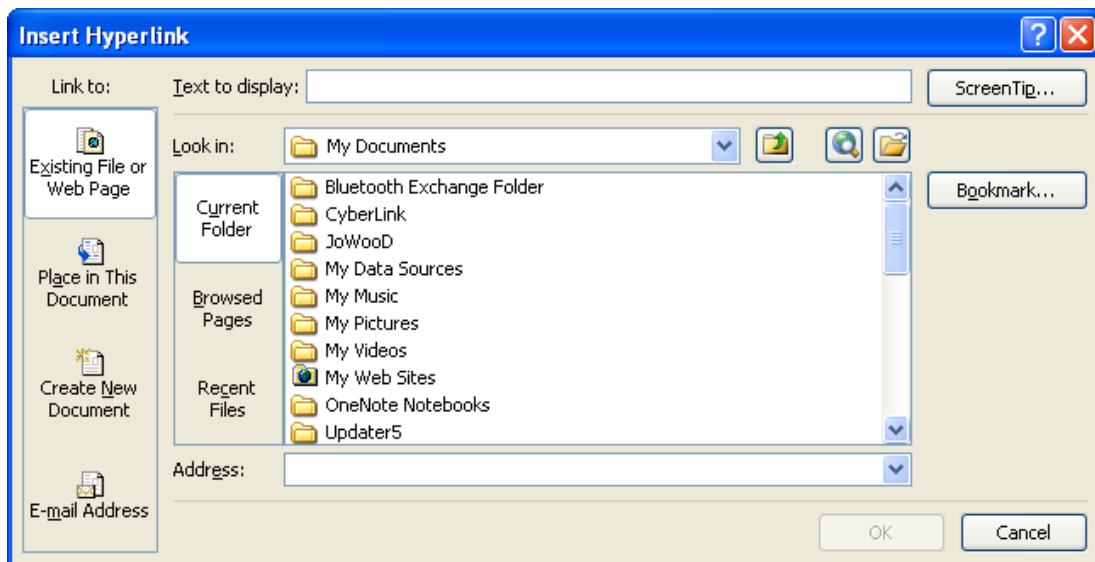 Insert Hyperlink
Link to:
Text to display:
ScreenTip...
Existing File or
Web Page
Place in This
Document
Create New
Document
E-mail Address
Look in:
My Documents
Current
Folder
Browsed
Pages
Recent
Files
Bluetooth Exchange Folder
CyberLink
JoWooD
My Data Sources
My Music
My Pictures
My Videos
My Web Sites
OneNote Notebooks
Updater5
Bookmark...
Address:
OK
Cancel